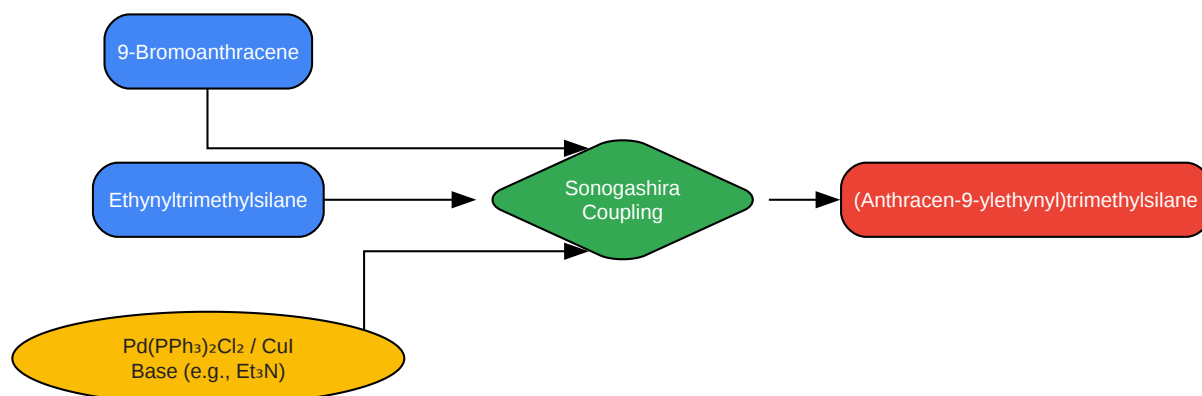 9-Bromoanthracene
Ethynyltrimethylsilane
Sonogashira
Coupling
(Anthracen-9-ylethynyl)trimethylsilane
Pd(PPh₃)₂Cl₂ / CuI
Base (e.g., Et₃N)